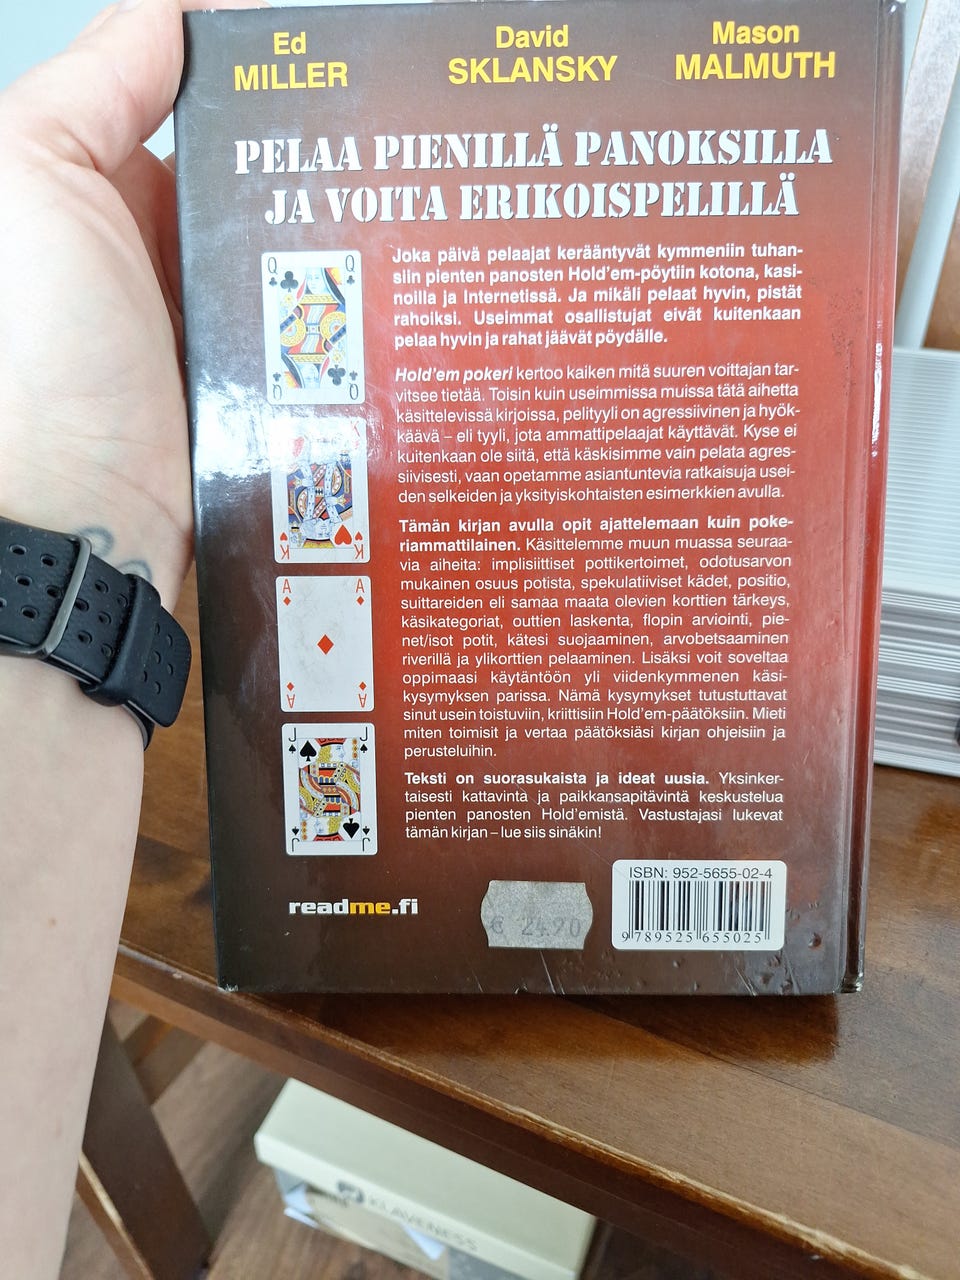 Ed
MILLER
David
SKLANSKY
Mason
MALMUTH
PELAA PIENILLÄ PANOKSILLA
JA VOITA ERIKOISPELILLÄ
Joka päivä pelaajat kerääntyvät kymmeniin tuhan-
siin pienten panosten Hold'em-pöytiin kotona, kasi-
noilla ja Internetissä. Ja mikäli pelaat hyvin, pistät
rahoiksi. Useimmat osallistujat eivät kuitenkaan
pelaa hyvin ja rahat jäävät pöydälle.
Hold'em pokeri kertoo kaiken mitä suuren voittajan tar-
vitsee tietää. Toisin kuin useimmissa muissa tätä aihetta
käsittelevissä kirjoissa, pelityyli on agressiivinen ja hyök-
käävä – eli tyyli, jota ammattipelaajat käyttävät. Kyse ei
kuitenkaan ole siitä, että käskisimme vain pelata agres-
siivisesti, vaan opetamme asiantuntevia ratkaisuja usei-
den selkeiden ja yksityiskohtaisten esimerkkien avulla.
Tämän kirjan avulla opit ajattelemaan kuin poke-
riammattilainen. Käsittelemme muun muassa seuraa-
via aiheita: implisiittiset pottikertoimet, odotusarvon
mukainen osuus potista, spekulatiiviset kädet, positio,
suittareiden eli samaa maata olevien korttien tärkeys,
käsikategoriat, outtien laskenta, flopin arviointi, pie-
net/isot potit, kätesi suojaaminen, arvobetsaaminen
riverillä ja ylikorttien pelaaminen. Lisäksi voit soveltaa
oppimaasi käytäntöön yli viidenkymmenen käsi-
kysymyksen parissa. Nämä kysymykset tutustuttavat
sinut usein toistuviin, kriittisiin Hold'em-päätöksiin. Mieti
miten toimisit ja vertaa päätöksiäsi kirjan ohjeisiin ja
perusteluihin.
Teksti on suorasukaista ja ideat uusia. Yksinker-
taisesti kattavinta ja paikkansapitävintä keskustelua
pienten panosten Hold'emistä. Vastustajasi lukevat
tämän kirjan – lue siis sinäkin!
Q Q
Q Q
K
K K
A A
A A
J J
J J
readme.fi
€ 24.90
ISBN: 952-5655-02-4
9 789525 655025
KLAVENESS